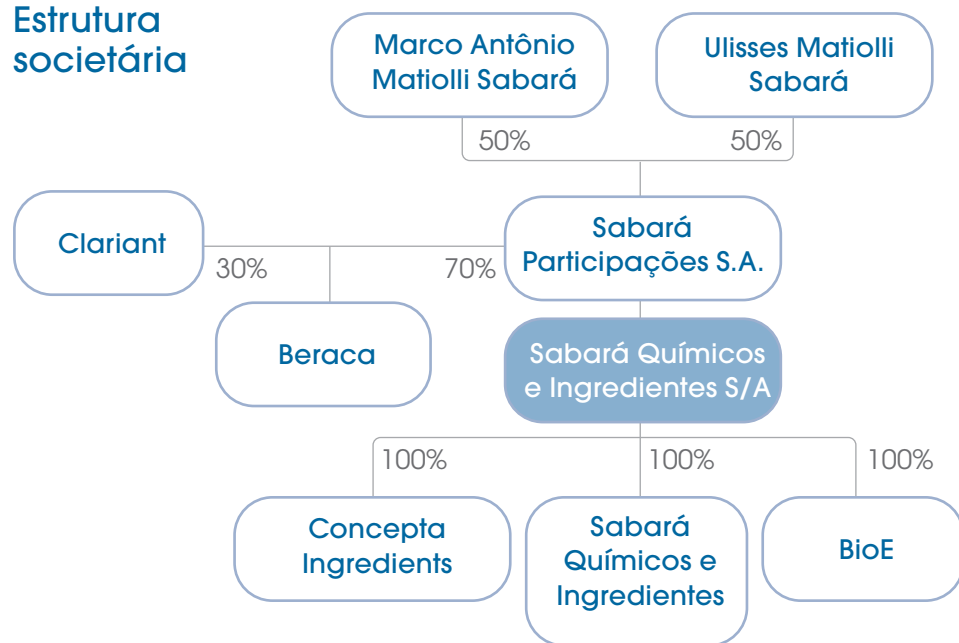 Estrutura
societária
Marco Antônio
Matiolli Sabará
Ulisses Matiolli
Sabará
50%
50%
Clariant
Sabará
Participações S.A.
30%
70%
Beraca
Sabará Químicos
e Ingredientes S/A
100%
100%
100%
Concepta
Ingredients
Sabará
Químicos e
Ingredientes
BioE